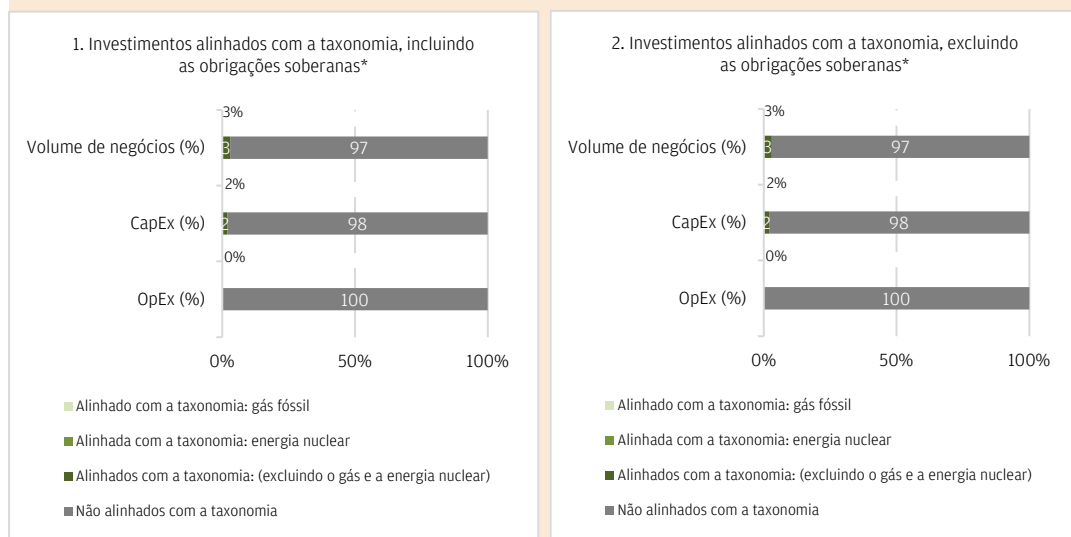 1. Investimentos alinhados com a taxonomia, incluindo
as obrigações soberanas*
3%
Volume de negócios (%) 3 97
2%
CapEx (%) 2 98
0%
OpEx (%) 100
0% 50% 100%
Alinhado com a taxonomia: gás fóssil
Alinhada com a taxonomia: energia nuclear
Alinhados com a taxonomia: (excluindo o gás e a energia nuclear)
Não alinhados com a taxonomia
2. Investimentos alinhados com a taxonomia, excluindo
as obrigações soberanas*
3%
Volume de negócios (%) 3 97
2%
CapEx (%) 2 98
0%
OpEx (%) 100
0% 50% 100%
Alinhado com a taxonomia: gás fóssil
Alinhada com a taxonomia: energia nuclear
Alinhados com a taxonomia: (excluindo o gás e a energia nuclear)
Não alinhados com a taxonomia